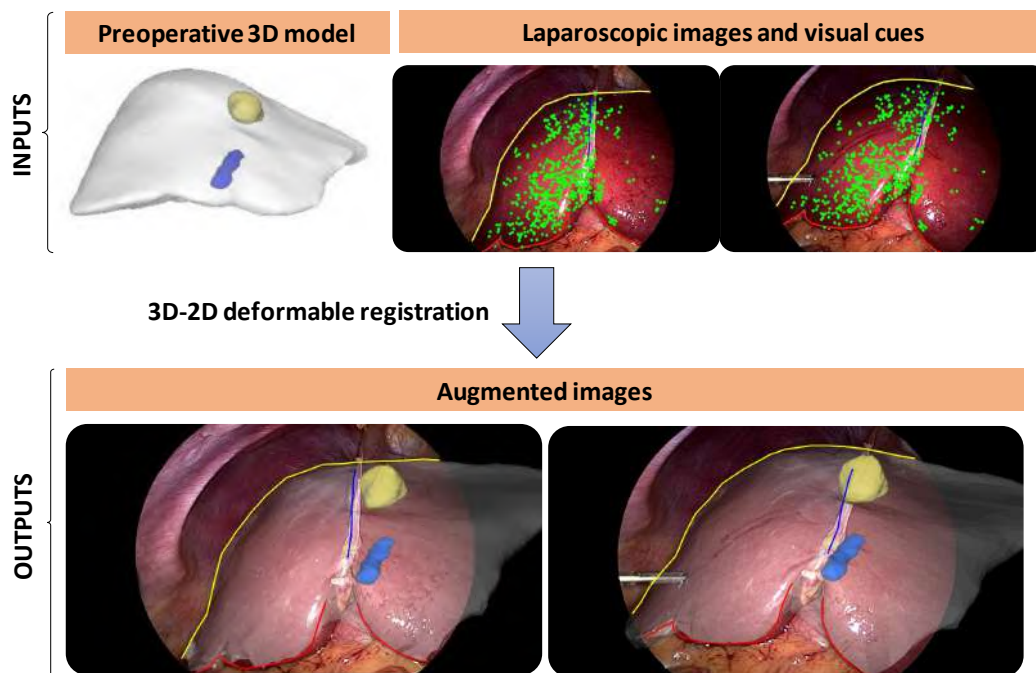 Preoperative 3D model
Laparoscopic images and visual cues
INPUTS
3D-2D deformable registration
Augmented images
OUTPUTS